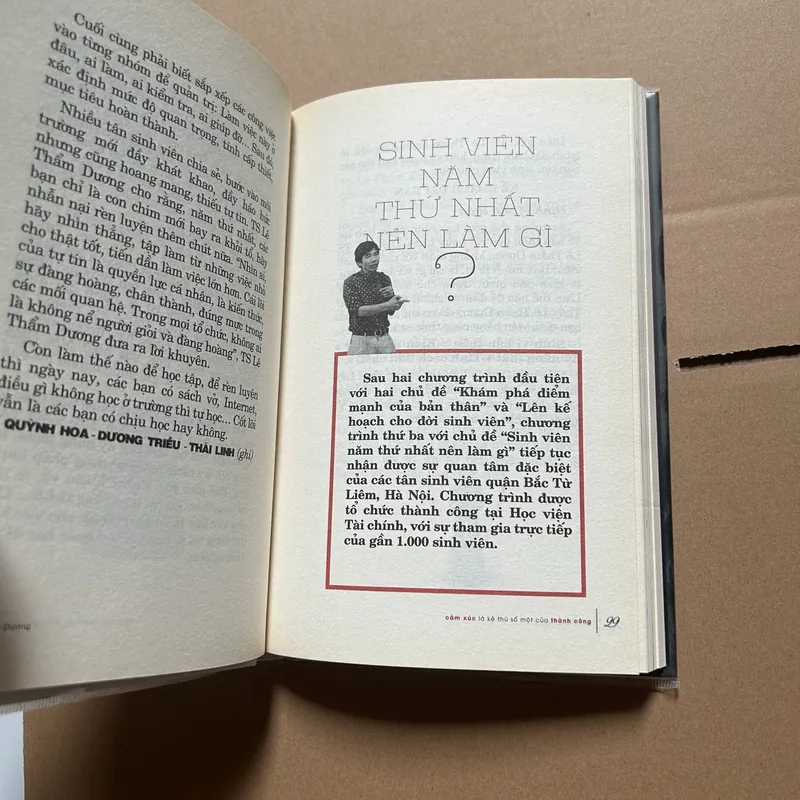 Cuối cùng phải biết sắp xếp các công việc
vào từng nhóm để quản trị: Làm việc này ở
đâu, ai làm, ai kiểm tra, ai giúp đỡ... Sau đó,
xác định mức độ quan trọng, tính cấp thiết,
mục tiêu hoàn thành.
Nhiều tân sinh viên chia sẻ, bước vào môi
trường mới đầy khát khao, đầy háo hức
nhưng cũng hoang mang, thiếu tự tin. TS Lê
Thẩm Dương cho rằng, năm thứ nhất, các
bạn chỉ là con chim mới bay ra khỏi tổ, hãy
nhẫn nại rèn luyện thêm chút nữa. "Nhìn ai,
hãy nhìn thẳng, tập làm từ những việc nhỏ
cho thật tốt, tiến dần làm việc lớn hơn. Cái lõi
của tự tin là quyền lực cá nhân, là kiến thức,
sự đàng hoàng, chân thành, đúng mực trong
các mối quan hệ. Trong mọi tổ chức, không ai
là không nể người giỏi và đàng hoàng", TS Lê
Thẩm Dương đưa ra lời khuyên.
Còn làm thế nào để học tập, để rèn luyện
thì ngày nay, các bạn có sách vở, Internet,
điều gì không học ở trường thì tự học... Cốt lõi
vẫn là các bạn có chịu học hay không.
QUỲNH HOA - DƯƠNG TRIỀU - THÁI LINH (ghi)
Dương
SINH VIÊN
NĂM
THỨ NHẤT
NÊN LÀM GÌ
?
Sau hai chương trình đầu tiên
với hai chủ đề "Khám phá điểm
mạnh của bản thân" và "Lên kế
hoạch cho đời sinh viên", chương
trình thứ ba với chủ đề "Sinh viên
năm thứ nhất nên làm gì" tiếp tục
nhận được sự quan tâm đặc biệt
của các tân sinh viên quận Bắc Từ
Liêm, Hà Nội. Chương trình được
tổ chức thành công tại Học viện
Tài chính, với sự tham gia trực tiếp
của gần 1.000 sinh viên.
cảm xúc là kẻ thù số một của thành công | 99